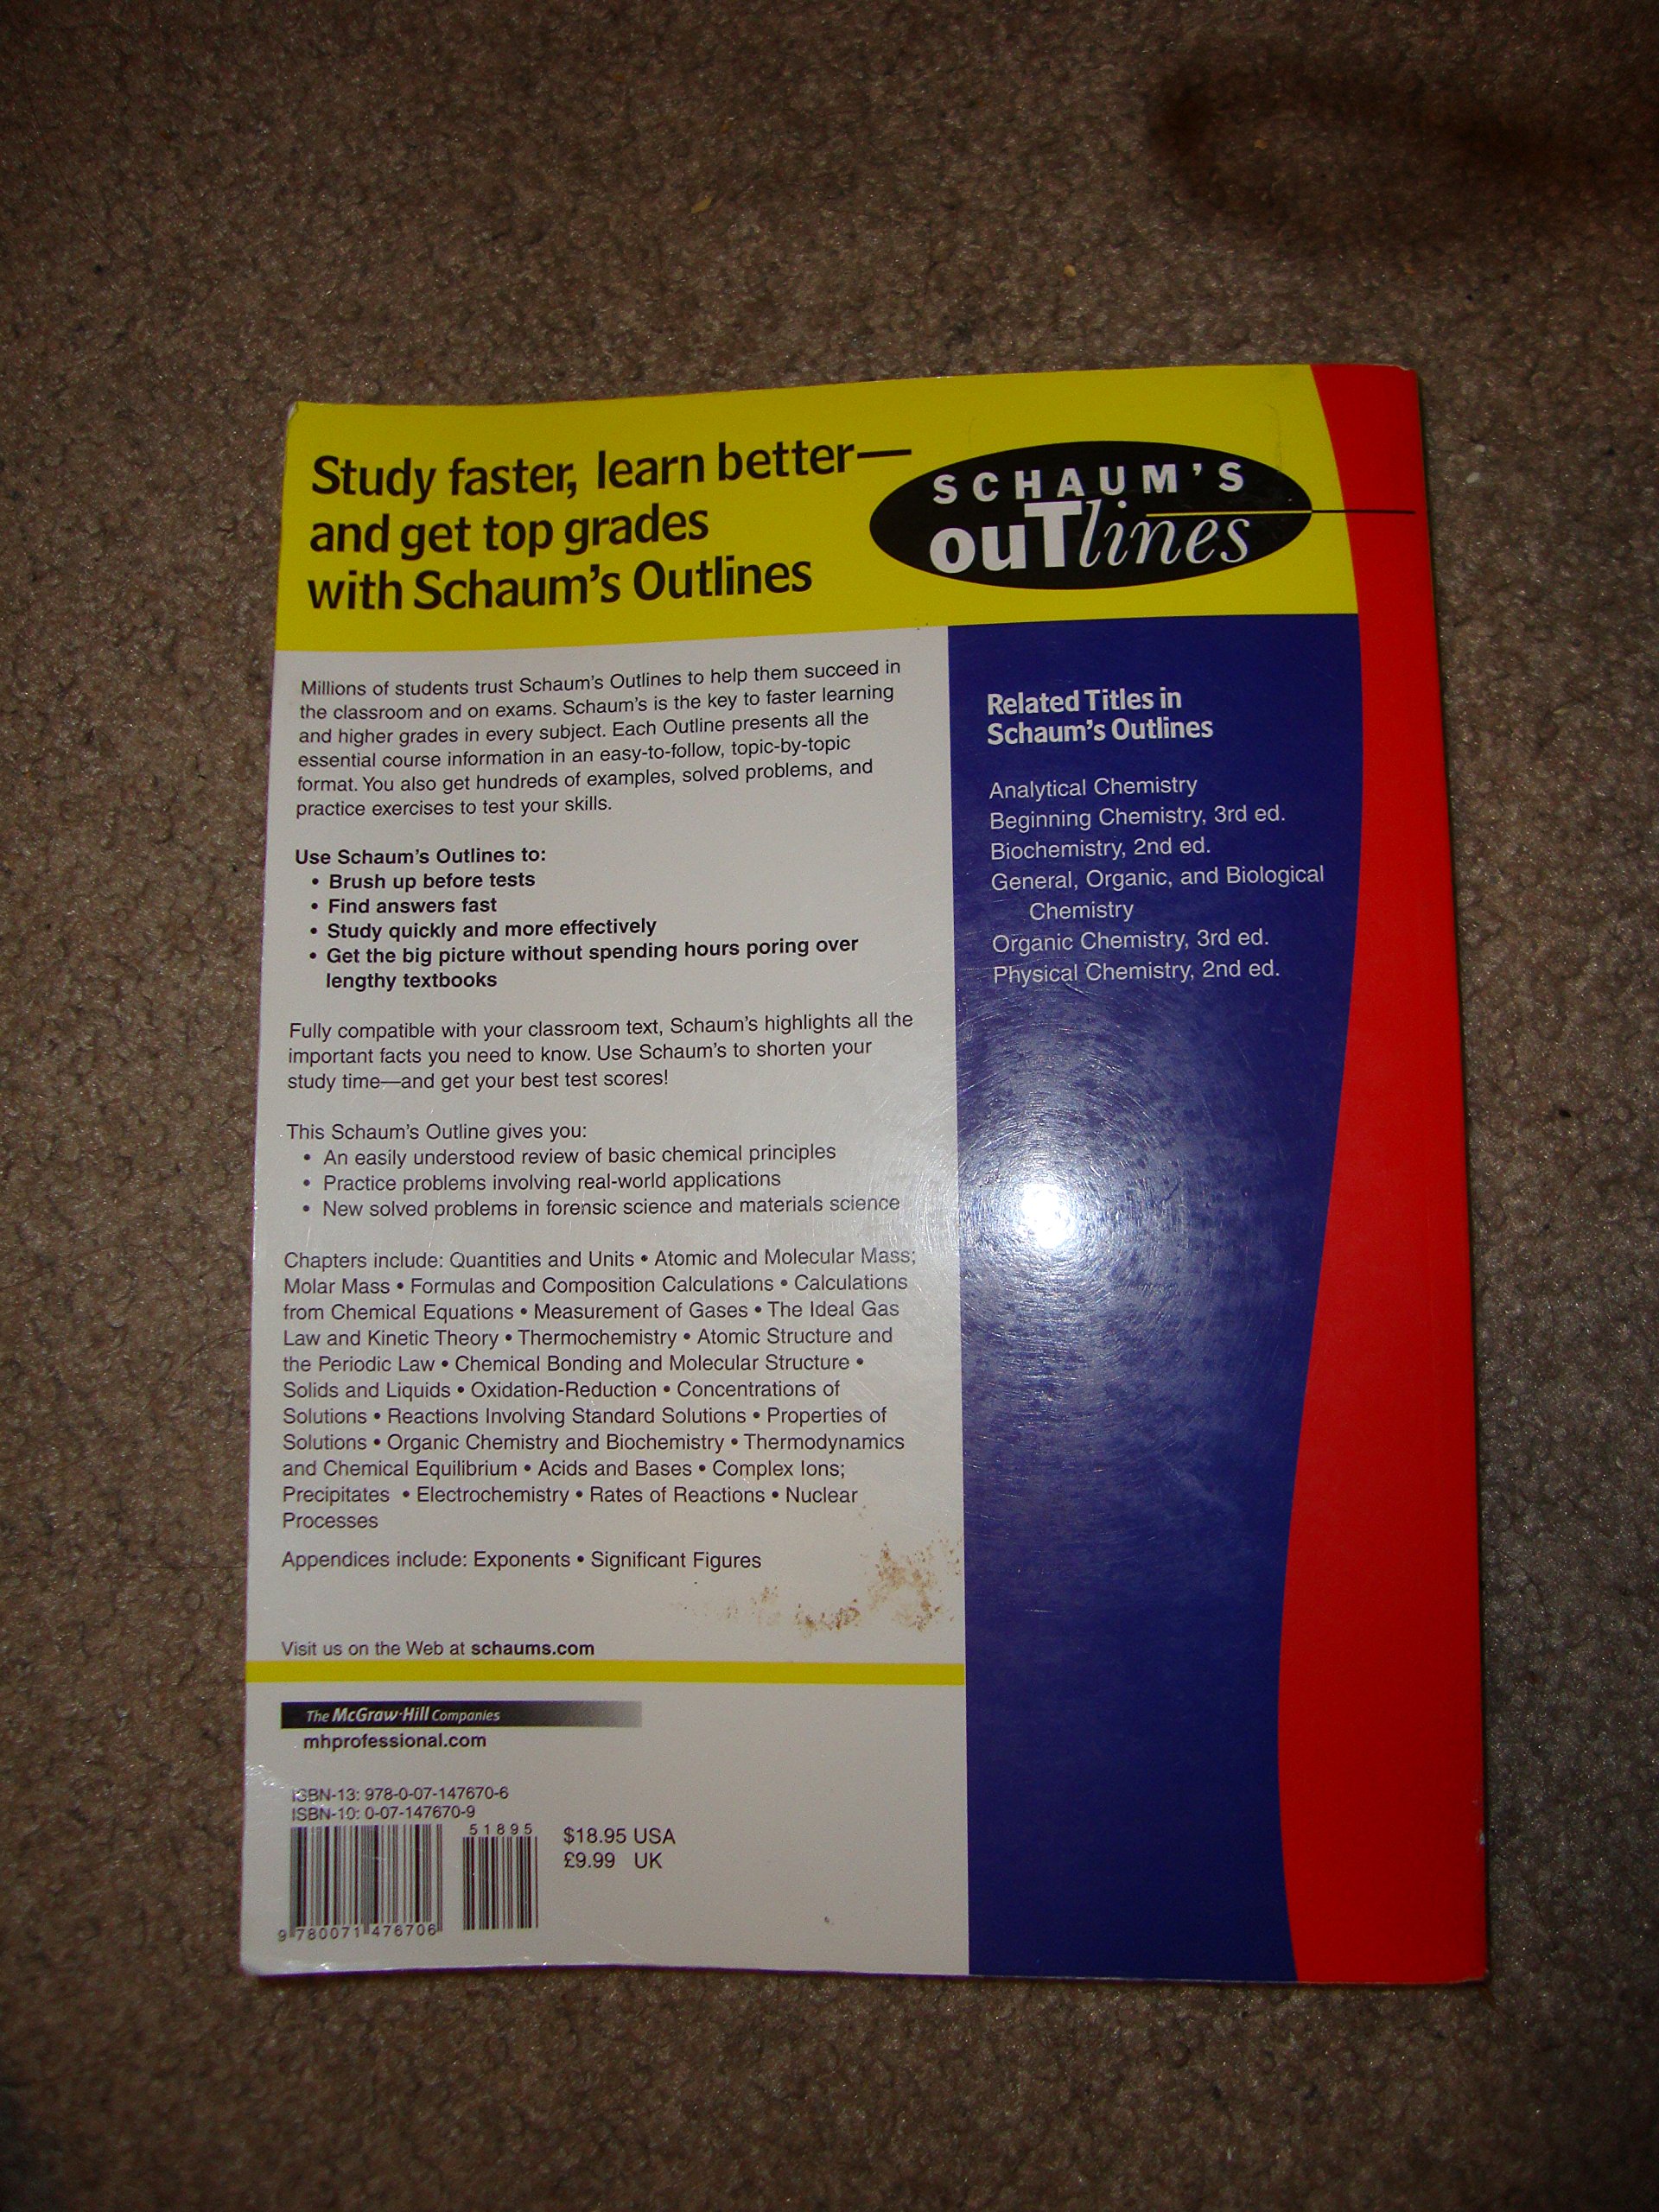 Study faster, learn better—
and get top grades
with Schaum's Outlines
SCHAUM'S
ouTlines
Millions of students trust Schaum's Outlines to help them succeed in
the classroom and on exams. Schaum's is the key to faster learning
and higher grades in every subject. Each Outline presents all the
essential course information in an easy-to-follow, topic-by-topic
format. You also get hundreds of examples, solved problems, and
practice exercises to test your skills.
Use Schaum's Outlines to:
• Brush up before tests
• Find answers fast
• Study quickly and more effectively
• Get the big picture without spending hours poring over
lengthy textbooks
Fully compatible with your classroom text, Schaum's highlights all the
important facts you need to know. Use Schaum's to shorten your
study time—and get your best test scores!
This Schaum's Outline gives you:
• An easily understood review of basic chemical principles
• Practice problems involving real-world applications
• New solved problems in forensic science and materials science
Chapters include: Quantities and Units • Atomic and Molecular Mass;
Molar Mass • Formulas and Composition Calculations • Calculations
from Chemical Equations • Measurement of Gases • The Ideal Gas
Law and Kinetic Theory • Thermochemistry • Atomic Structure and
the Periodic Law • Chemical Bonding and Molecular Structure •
Solids and Liquids • Oxidation-Reduction • Concentrations of
Solutions • Reactions Involving Standard Solutions • Properties of
Solutions • Organic Chemistry and Biochemistry • Thermodynamics
and Chemical Equilibrium • Acids and Bases • Complex Ions;
Precipitates • Electrochemistry • Rates of Reactions • Nuclear
Processes
Appendices include: Exponents • Significant Figures
Visit us on the Web at schaums.com
The McGraw-Hill Companies
mhprofessional.com
ISBN-13: 978-0-07-147670-6
ISBN-10: 0-07-147670-9
51895
$18.95 USA
£9.99 UK
9 780071 476706
Related Titles in
Schaum's Outlines
Analytical Chemistry
Beginning Chemistry, 3rd ed.
Biochemistry, 2nd ed.
General, Organic, and Biological
Chemistry
Organic Chemistry, 3rd ed.
Physical Chemistry, 2nd ed.